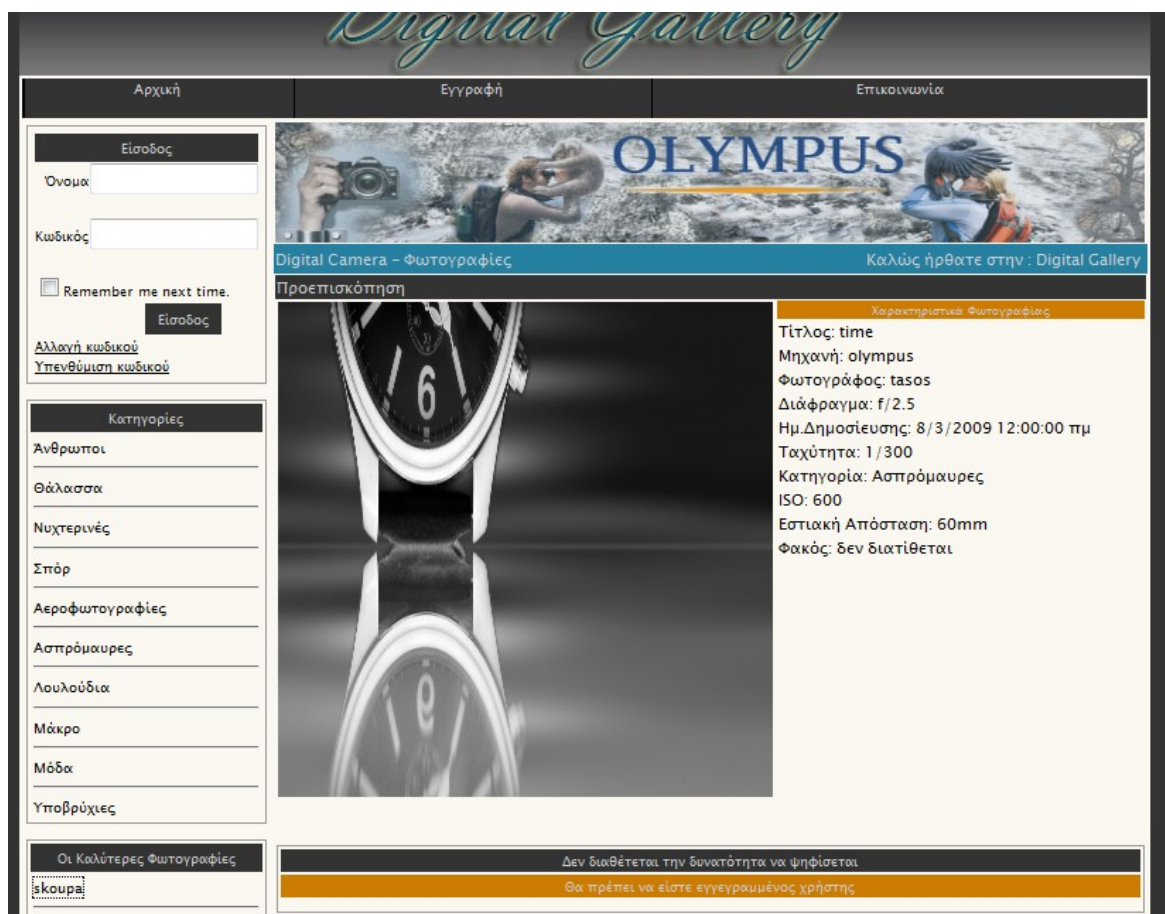 Digital Gallery
Αρχική
Εγγραφή
Επικοινωνία
Είσοδος
Όνομα
Κωδικός
Remember me next time.
Είσοδος
Αλλαγή κωδικού
Υπενθύμιση κωδικού
Κατηγορίες
Άνθρωποι
Θάλασσα
Νυχτερινές
Σπόρ
Αεροφωτογραφίες
Ασπρόμαυρες
Λουλούδια
Μάκρο
Μόδα
Υποβρύχιες
Οι Καλύτερες Φωτογραφίες
skoupa
OLYMPUS
Digital Camera – Φωτογραφίες
Καλώς ήρθατε στην : Digital Gallery
Προεπισκόπηση
6
Χαρακτηριστικά Φωτογραφίας
Τίτλος: time
Μηχανή: olympus
Φωτογράφος: tasos
Διάφραγμα: f/2.5
Ημ.Δημοσίευσης: 8/3/2009 12:00:00 πμ
Ταχύτητα: 1/300
Κατηγορία: Ασπρόμαυρες
ISO: 600
Εστιακή Απόσταση: 60mm
Φακός: δεν διατίθεται
Δεν διαθέτεται την δυνατότητα να ψηφίσεται
Θα πρέπει να είστε εγγεγραμμένος χρήστης